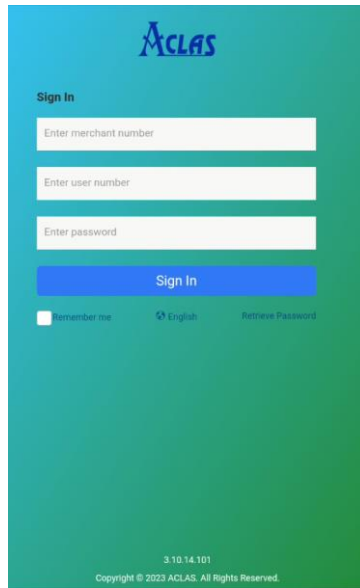 ACLAS
Sign In
Enter merchant number
Enter user number
Enter password
Sign In
Remember me English Retrieve Password
3.10.14.101
Copyright © 2023 ACLAS. All Rights Reserved.